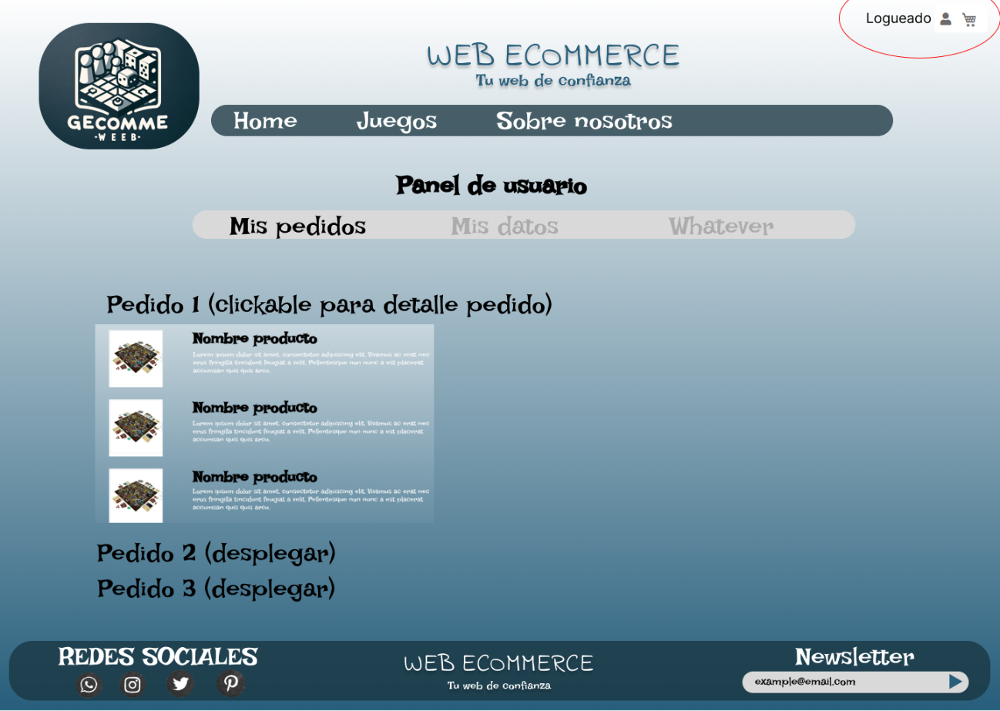 Logueado
WEB ECOMMERCE
Tu web de confianza
GECOMME
·WEEB·
Home Juegos Sobre nosotros
Panel de usuario
Mis pedidos Mis datos Whatever
Pedido 1 (clickable para detalle pedido)
Nombre producto
Lorem ipsum dolor sit amet, consectetur adipiscing elit. Vivamus ac erat nec
eros fringilla tincidunt feugiat a velit. Pellentesque non nunc a est placerat
accumsan quis quis arcu.
Nombre producto
Lorem ipsum dolor sit amet, consectetur adipiscing elit. Vivamus ac erat nec
eros fringilla tincidunt feugiat a velit. Pellentesque non nunc a est placerat
accumsan quis quis arcu.
Nombre producto
Lorem ipsum dolor sit amet, consectetur adipiscing elit. Vivamus ac erat nec
eros fringilla tincidunt feugiat a velit. Pellentesque non nunc a est placerat
accumsan quis quis arcu.
Pedido 2 (desplegar)
Pedido 3 (desplegar)
REDES SOCIALES
WEB ECOMMERCE
Tu web de confianza
Newsletter
example@email.com